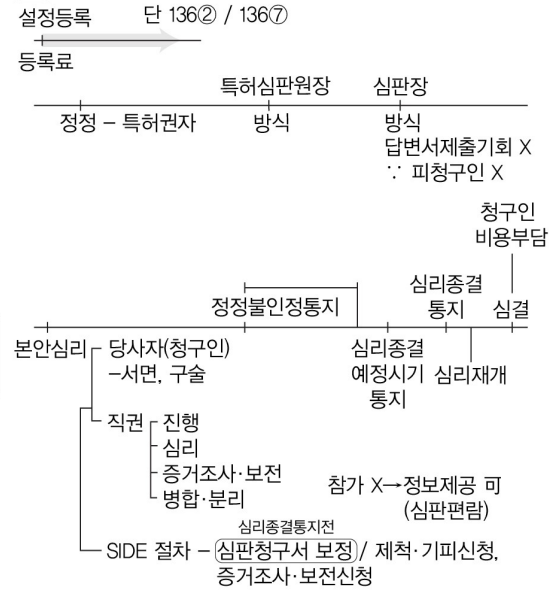 설정등록
단 136② / 136⑦
등록료
특허심판원장
심판장
정정 – 특허권자
방식
방식
답변서제출기회 X
∵ 피청구인 X
청구인
비용부담
심리종결
통지
심결
정정불인정통지
본안심리
당사자(청구인)
–서면, 구술
심리종결
예정시기
통지
심리재개
직권
진행
심리
증거조사·보전
병합·분리
참가 X→정보제공 可
(심판편람)
심리종결통지전
SIDE 절차 – 심판청구서 보정 / 제척·기피신청,
증거조사·보전신청